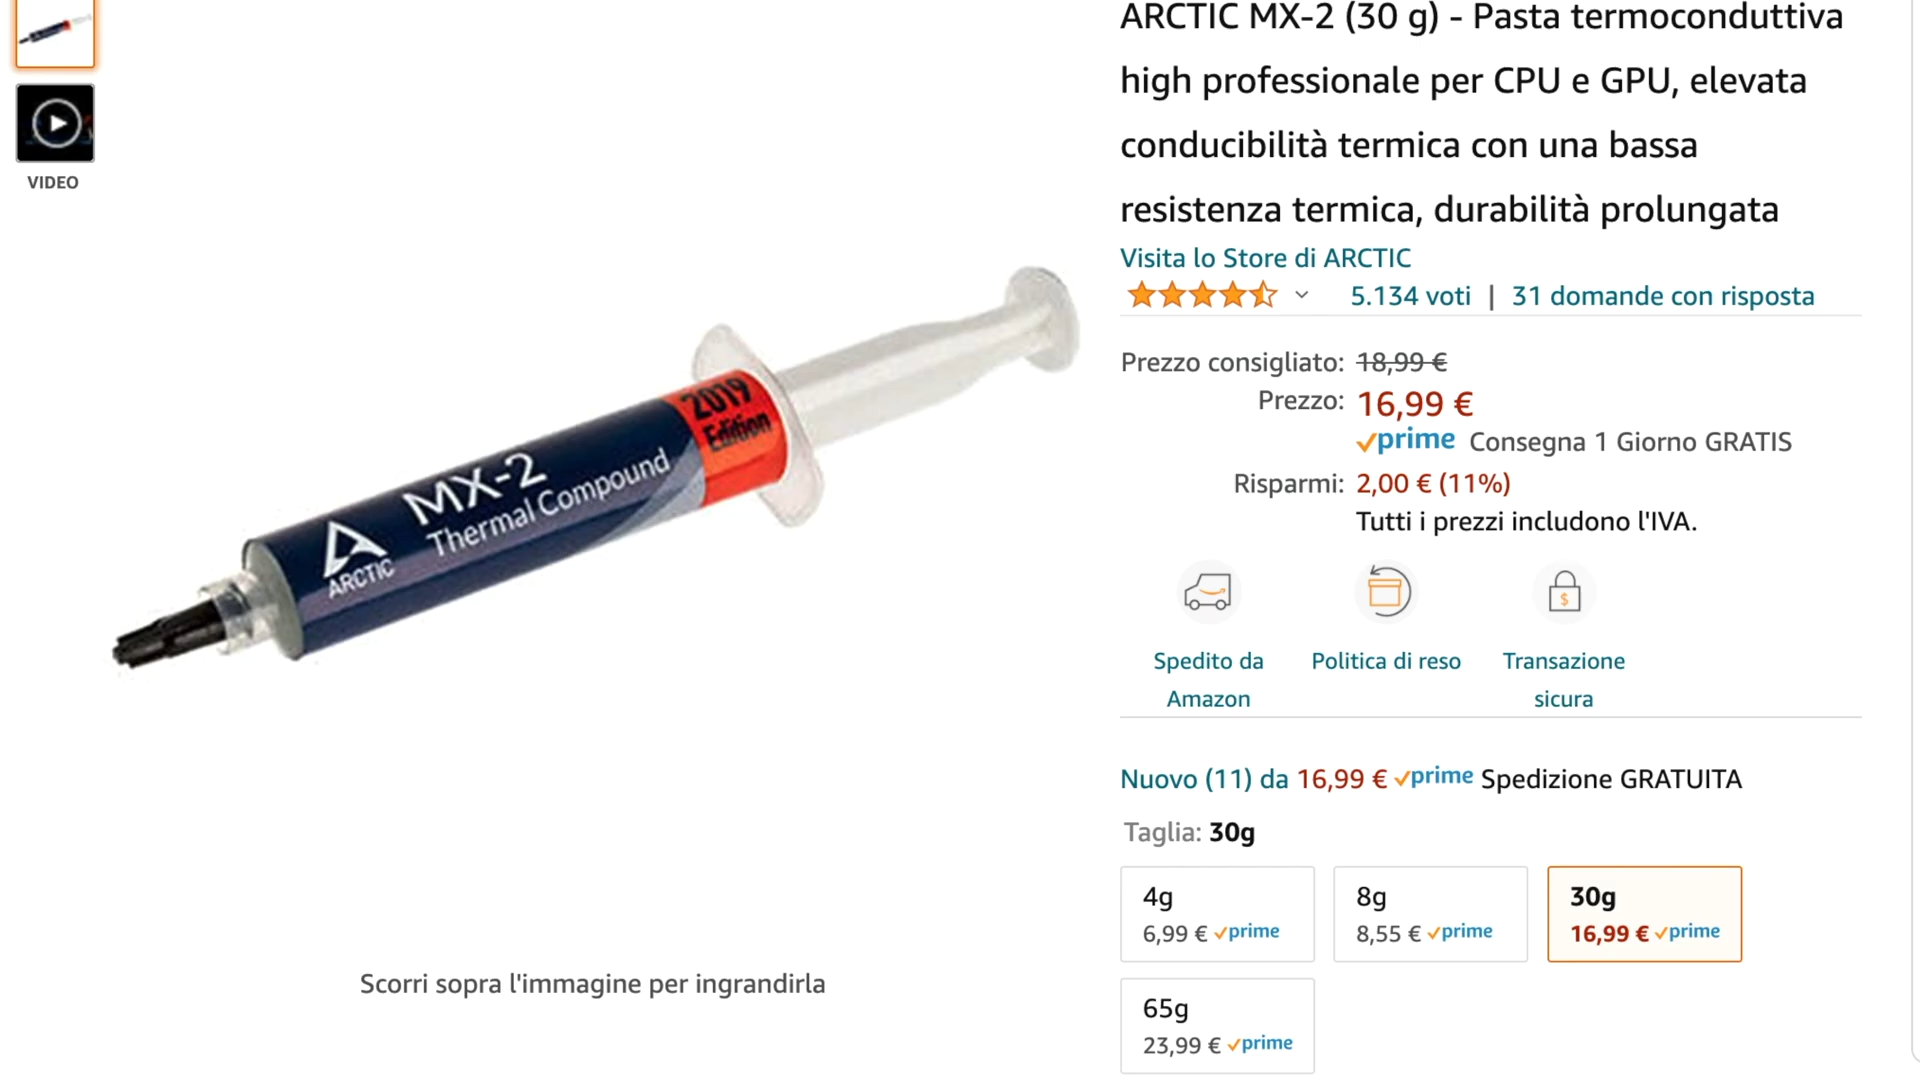 VIDEO
2019
Edition
MX-2
Thermal Compound
ARCTIC
Scorri sopra l'immagine per ingrandirla
ARCTIC MX-2 (30 g) - Pasta termoconduttiva
high professionale per CPU e GPU, elevata
conducibilità termica con una bassa
resistenza termica, durabilità prolungata
Visita lo Store di ARCTIC
5.134 voti | 31 domande con risposta
Prezzo consigliato: 18,99 €
Prezzo: 16,99 €
prime Consegna 1 Giorno GRATIS
Risparmi: 2,00 € (11%)
Tutti i prezzi includono l'IVA.
Spedito da
Amazon
Politica di reso
Transazione
sicura
Nuovo (11) da 16,99 € prime Spedizione GRATUITA
Taglia: 30g
4g
6,99 € prime
8g
8,55 € prime
30g
16,99 € prime
65g
23,99 € prime